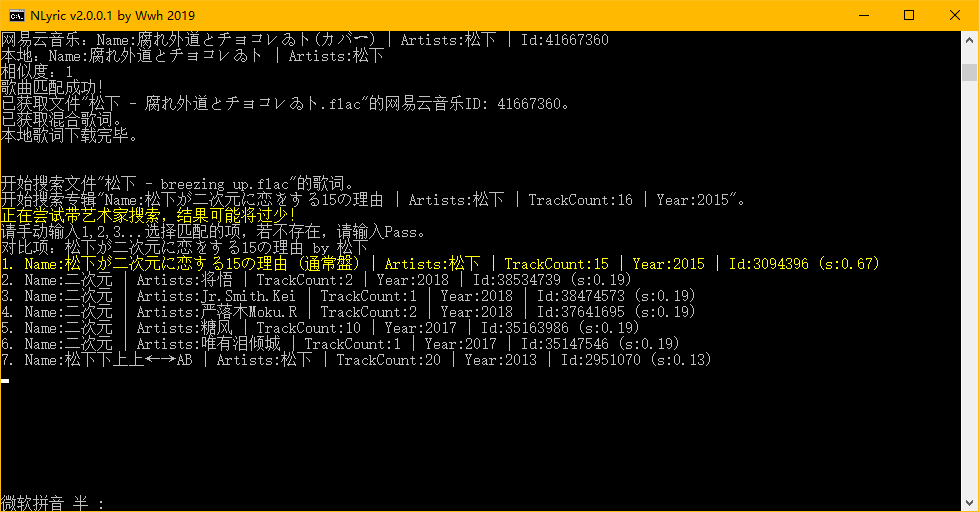 NLyric v2.0.0.1 by Wwh 2019
网易云音乐：Name:腐れ外道とチョコレゐト(カバー) | Artists:松下 | Id:41667360
本地：Name:腐れ外道とチョコレゐト | Artists:松下
相似度：1
歌曲匹配成功！
已获取文件"松下 - 腐れ外道とチョコレゐト.flac"的网易云音乐ID: 41667360。
已获取混合歌词。
本地歌词下载完毕。
开始搜索文件"松下 - breezing up.flac"的歌词。
开始搜索专辑"Name:松下が二次元に恋をする15の理由 | Artists:松下 | TrackCount:16 | Year:2015"。
正在尝试带艺术家搜索，结果可能将过少！
请手动输入1,2,3...选择匹配的项，若不存在，请输入Pass。
对比项：松下が二次元に恋をする15の理由 by 松下
1. Name:松下が二次元に恋する15の理由 (通常盤) | Artists:松下 | TrackCount:15 | Year:2015 | Id:3094396 (s:0.67)
2. Name:二次元 | Artists:将悟 | TrackCount:2 | Year:2018 | Id:38534739 (s:0.19)
3. Name:二次元 | Artists:Jr.Smith.Kei | TrackCount:1 | Year:2018 | Id:38474573 (s:0.19)
4. Name:二次元 | Artists:严落木Moku.R | TrackCount:2 | Year:2018 | Id:37641695 (s:0.19)
5. Name:二次元 | Artists:糖风 | TrackCount:10 | Year:2017 | Id:35163986 (s:0.19)
6. Name:二次元 | Artists:唯有泪倾城 | TrackCount:1 | Year:2017 | Id:35147546 (s:0.19)
7. Name:松下下上上←→AB | Artists:松下 | TrackCount:20 | Year:2013 | Id:2951070 (s:0.13)
微软拼音 半 :